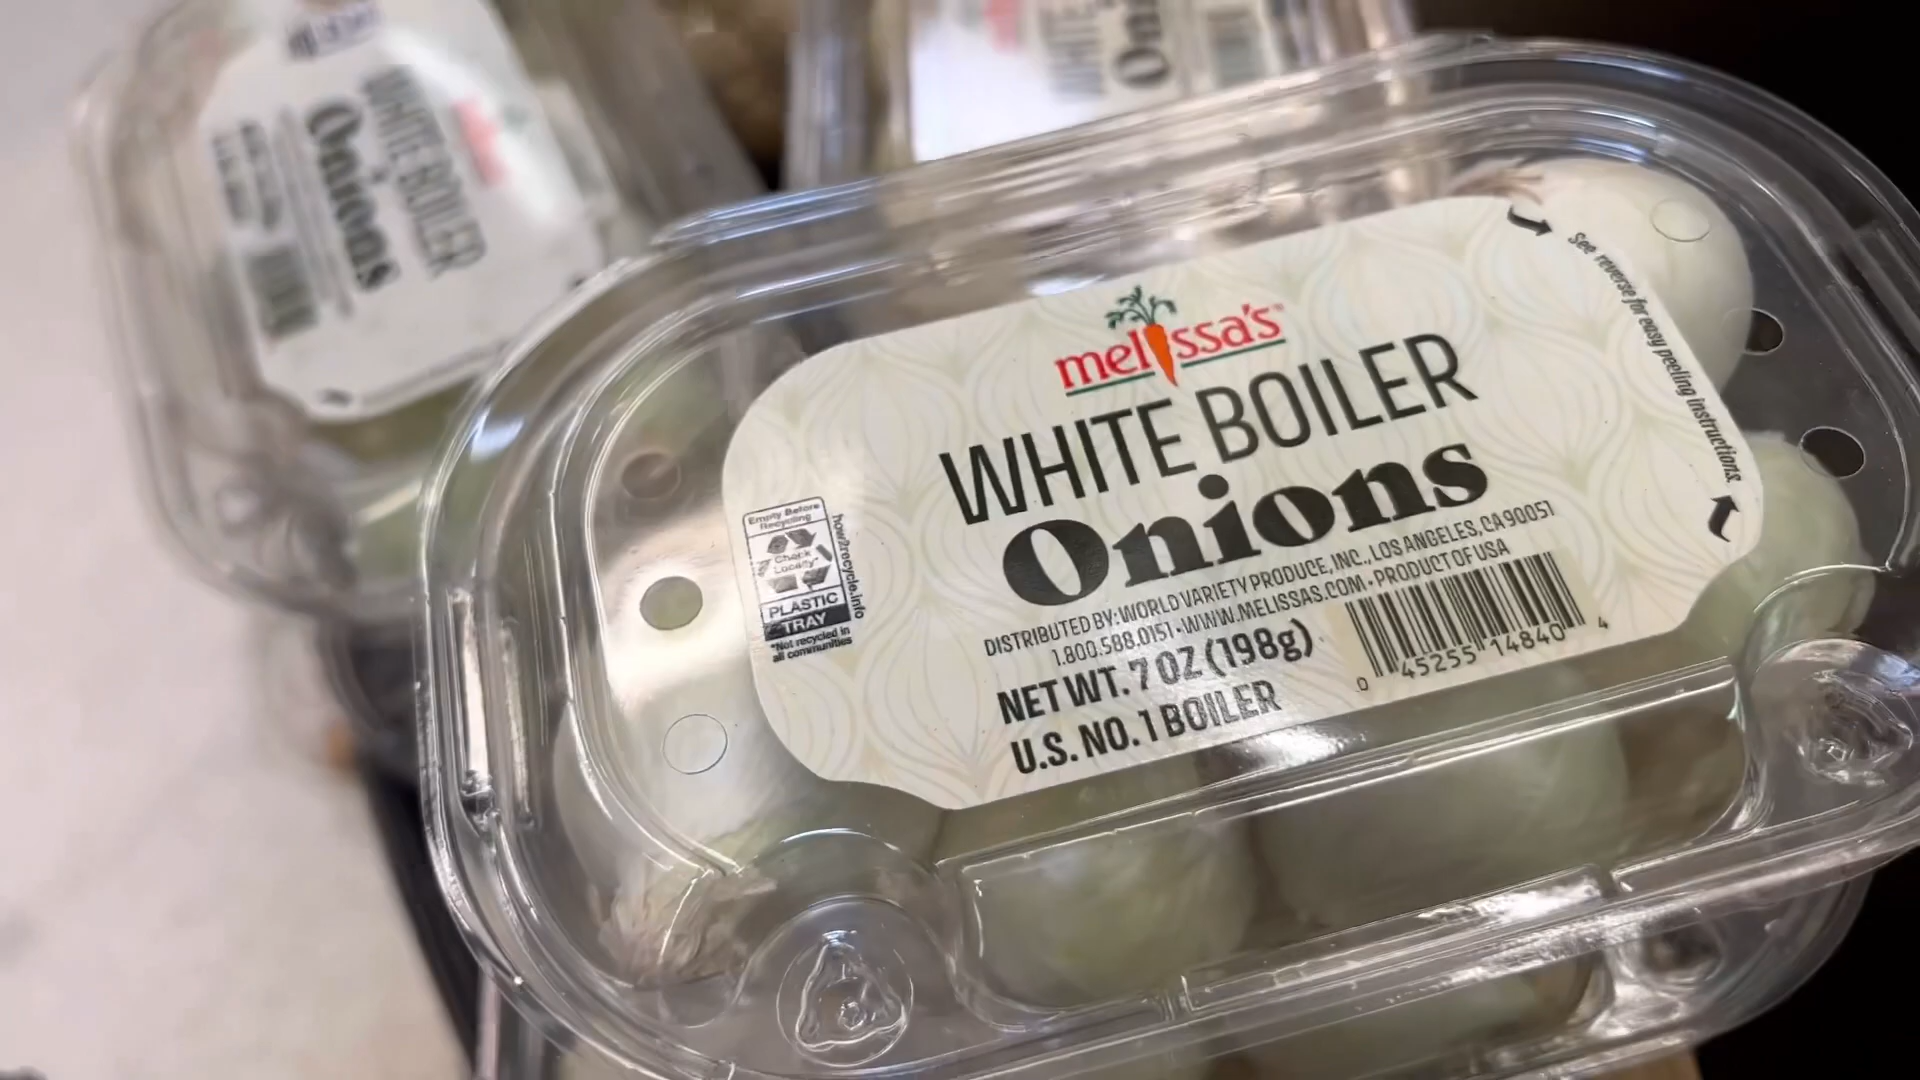 melissa's
WHITE BOILER
Onions
DISTRIBUTED BY: WORLD VARIETY PRODUCE, INC., LOS ANGELES, CA 90051
1.800.588.0151 • WWW.MELISSAS.COM • PRODUCT OF USA
NET WT. 7 OZ (198g)
U.S. NO. 1 BOILER
0 45255 14840 4
See reverse for easy peeling instructions.
Empty Before
Recycling
Check
Locally*
PLASTIC
TRAY
*Not recycled in
all communities
how2recycle.info
WHITE BOILER
Onions
WHITE
On